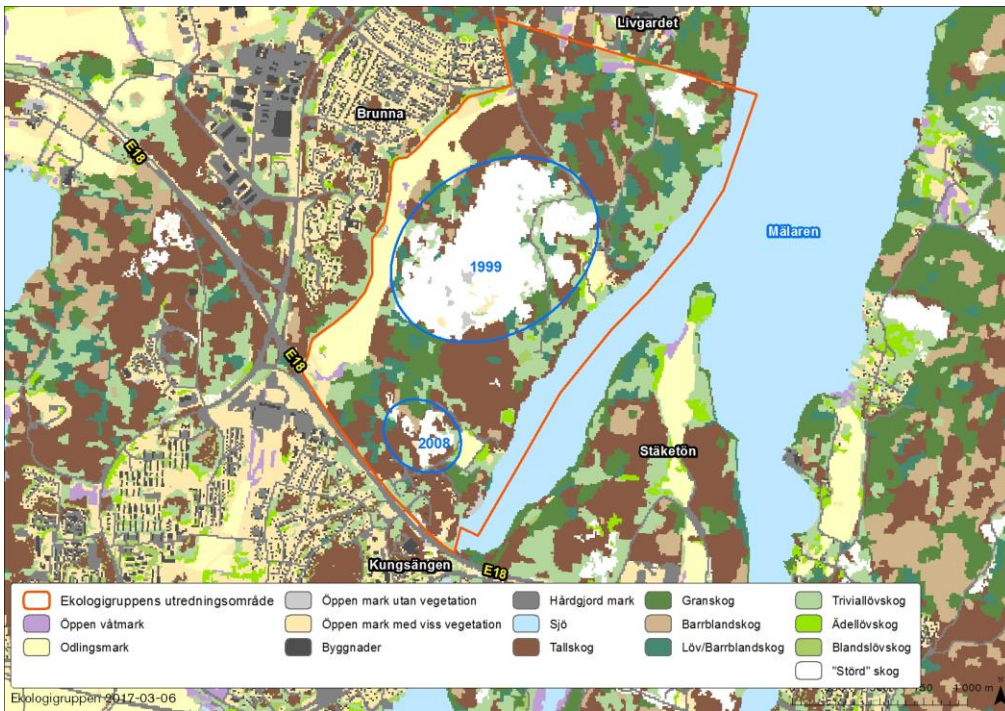 Livgardet
Brunna
E18
Mälaren
1999
E18
2008
Stäketön
Kungsängen
E18
Ekologigruppens utredningsområde
Öppen våtmark
Odlingsmark
Öppen mark utan vegetation
Öppen mark med viss vegetation
Byggnader
Hårdgjord mark
Sjö
Tallskog
Granskog
Barrblandskog
Löv/Barrblandskog
Triviallövskog
Ädellövskog
Blandslövskog
"Störd" skog
Ekologigruppen 2017-03-06
750 1 000 m
N